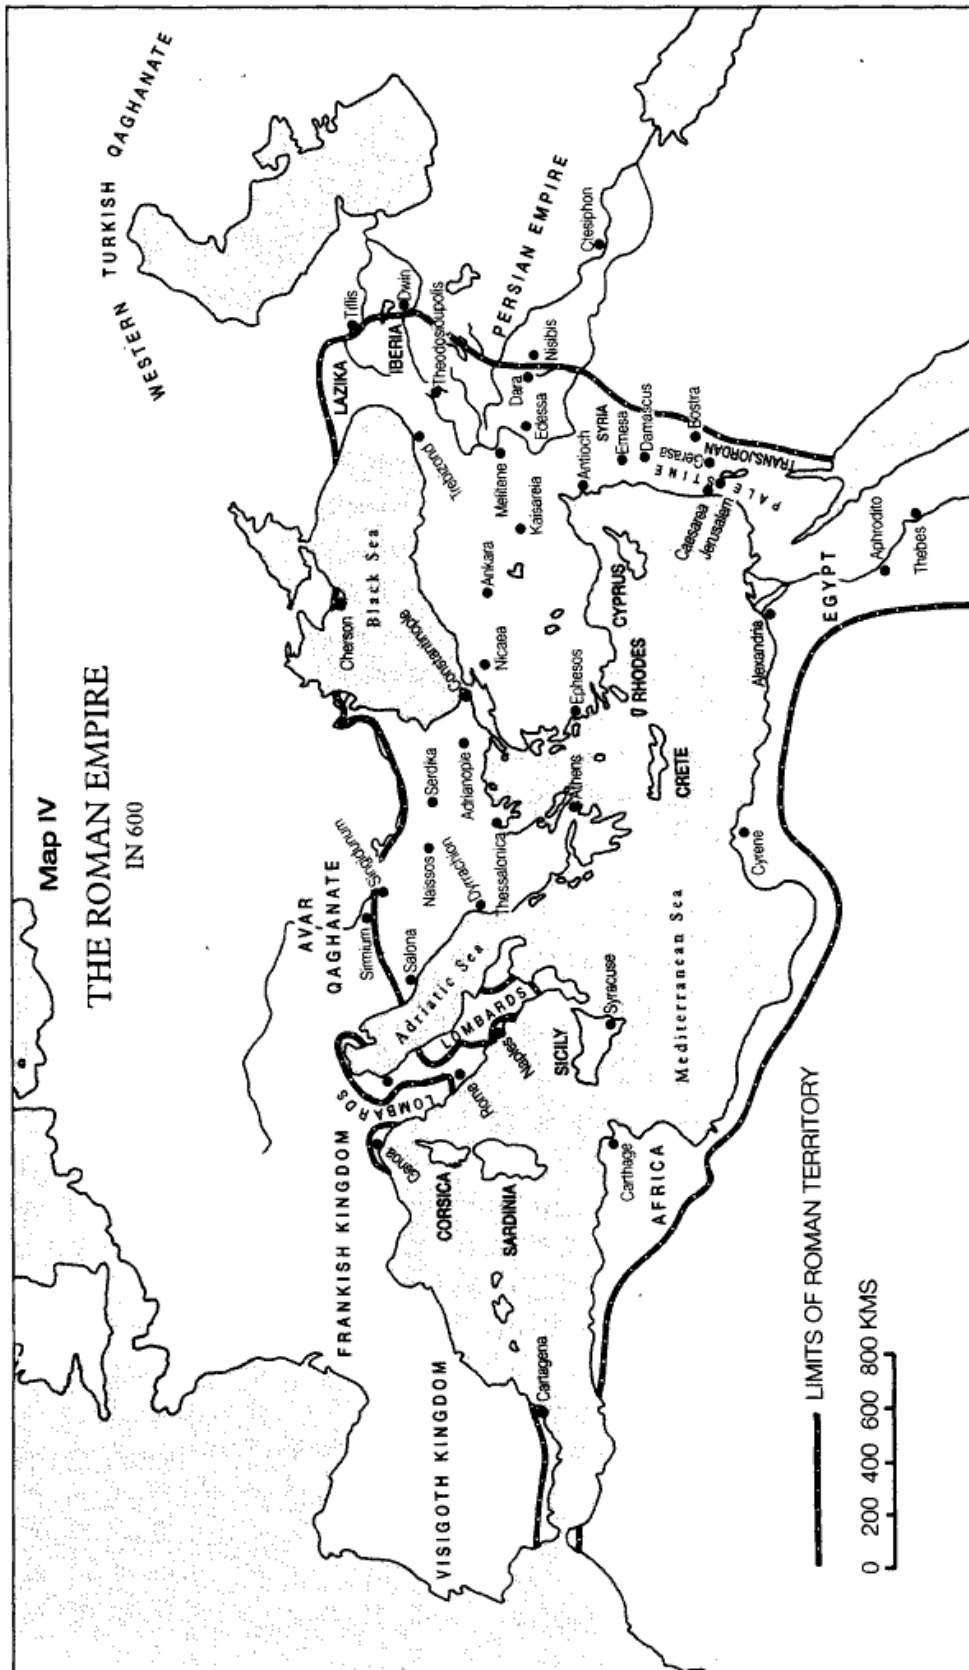 Map IV
THE ROMAN EMPIRE
IN 600
WESTERN TURKISH QAGHANATE
AVAR
QAGHANATE
FRANKISH KINGDOM
VISIGOTH KINGDOM
LOMBARDS
LOMBARDS
PERSIAN EMPIRE
LAZIKA
IBERIA
Tiflis
Dwin
Theodosioupolis
Trebizond
Cherson
Black Sea
Constantinople
Nicaea
Ankara
Kaisareia
Melitene
Edessa
Dara
Nisibis
Ctesiphon
Antioch
SYRIA
Emesa
Damascus
Bostra
Gerasa
TRANSJORDAN
PALESTINE
Caesarea
Jerusalem
EGYPT
Aphrodito
Thebes
Alexandria
CYPRUS
RHODES
CRETE
Ephesos
Athens
Adrianople
Serdika
Naissos
Thessalonica
Dyrrachion
Singidunum
Sirmium
Salona
Adriatic Sea
Genoa
Rome
Naples
SICILY
Syracuse
CORSICA
SARDINIA
Mediterranean Sea
Cyrene
Carthage
AFRICA
Cartagena
LIMITS OF ROMAN TERRITORY
0 200 400 600 800 KMS